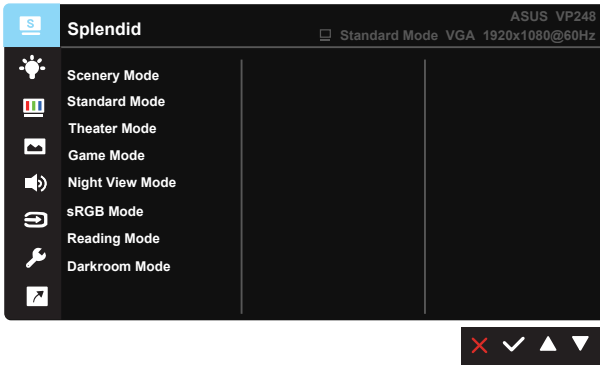 S
Splendid
ASUS VP248
Standard Mode VGA 1920x1080@60Hz
Scenery Mode
Standard Mode
Theater Mode
Game Mode
Night View Mode
sRGB Mode
Reading Mode
Darkroom Mode